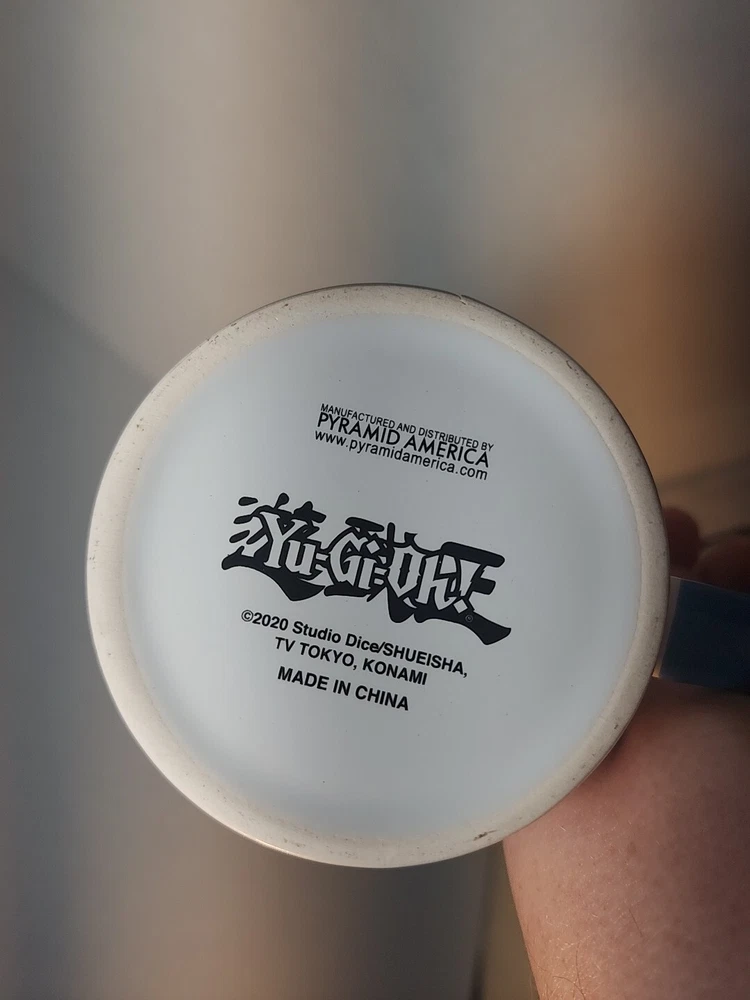 MANUFACTURED AND DISTRIBUTED BY
PYRAMID AMERICA
www.pyramidamerica.com
Yu-Gi-Oh!
®
©2020 Studio Dice/SHUEISHA,
TV TOKYO, KONAMI
MADE IN CHINA